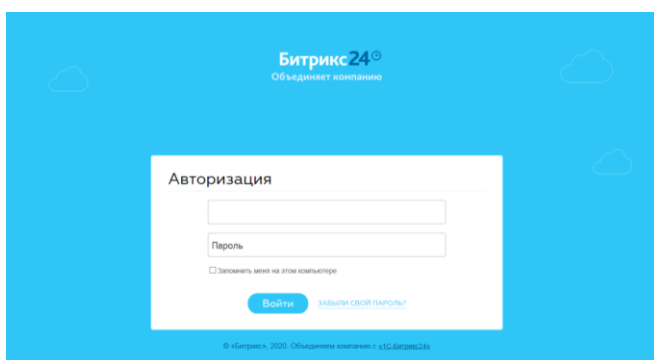 Битрикс24
Объединяет компанию
Авторизация
Пароль
Запомнить меня на этом компьютере
Войти
ЗАБЫЛИ СВОЙ ПАРОЛЬ?
© «Битрикс», 2020. Объединяем компанию с «1С-Битрикс24»